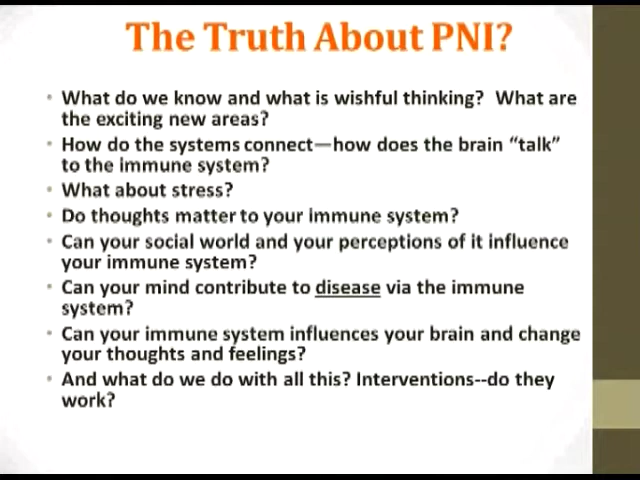 The Truth About PNI?
• What do we know and what is wishful thinking? What are
the exciting new areas?
• How do the systems connect—how does the brain “talk”
to the immune system?
• What about stress?
• Do thoughts matter to your immune system?
• Can your social world and your perceptions of it influence
your immune system?
• Can your mind contribute to disease via the immune
system?
• Can your immune system influences your brain and change
your thoughts and feelings?
• And what do we do with all this? Interventions--do they
work?